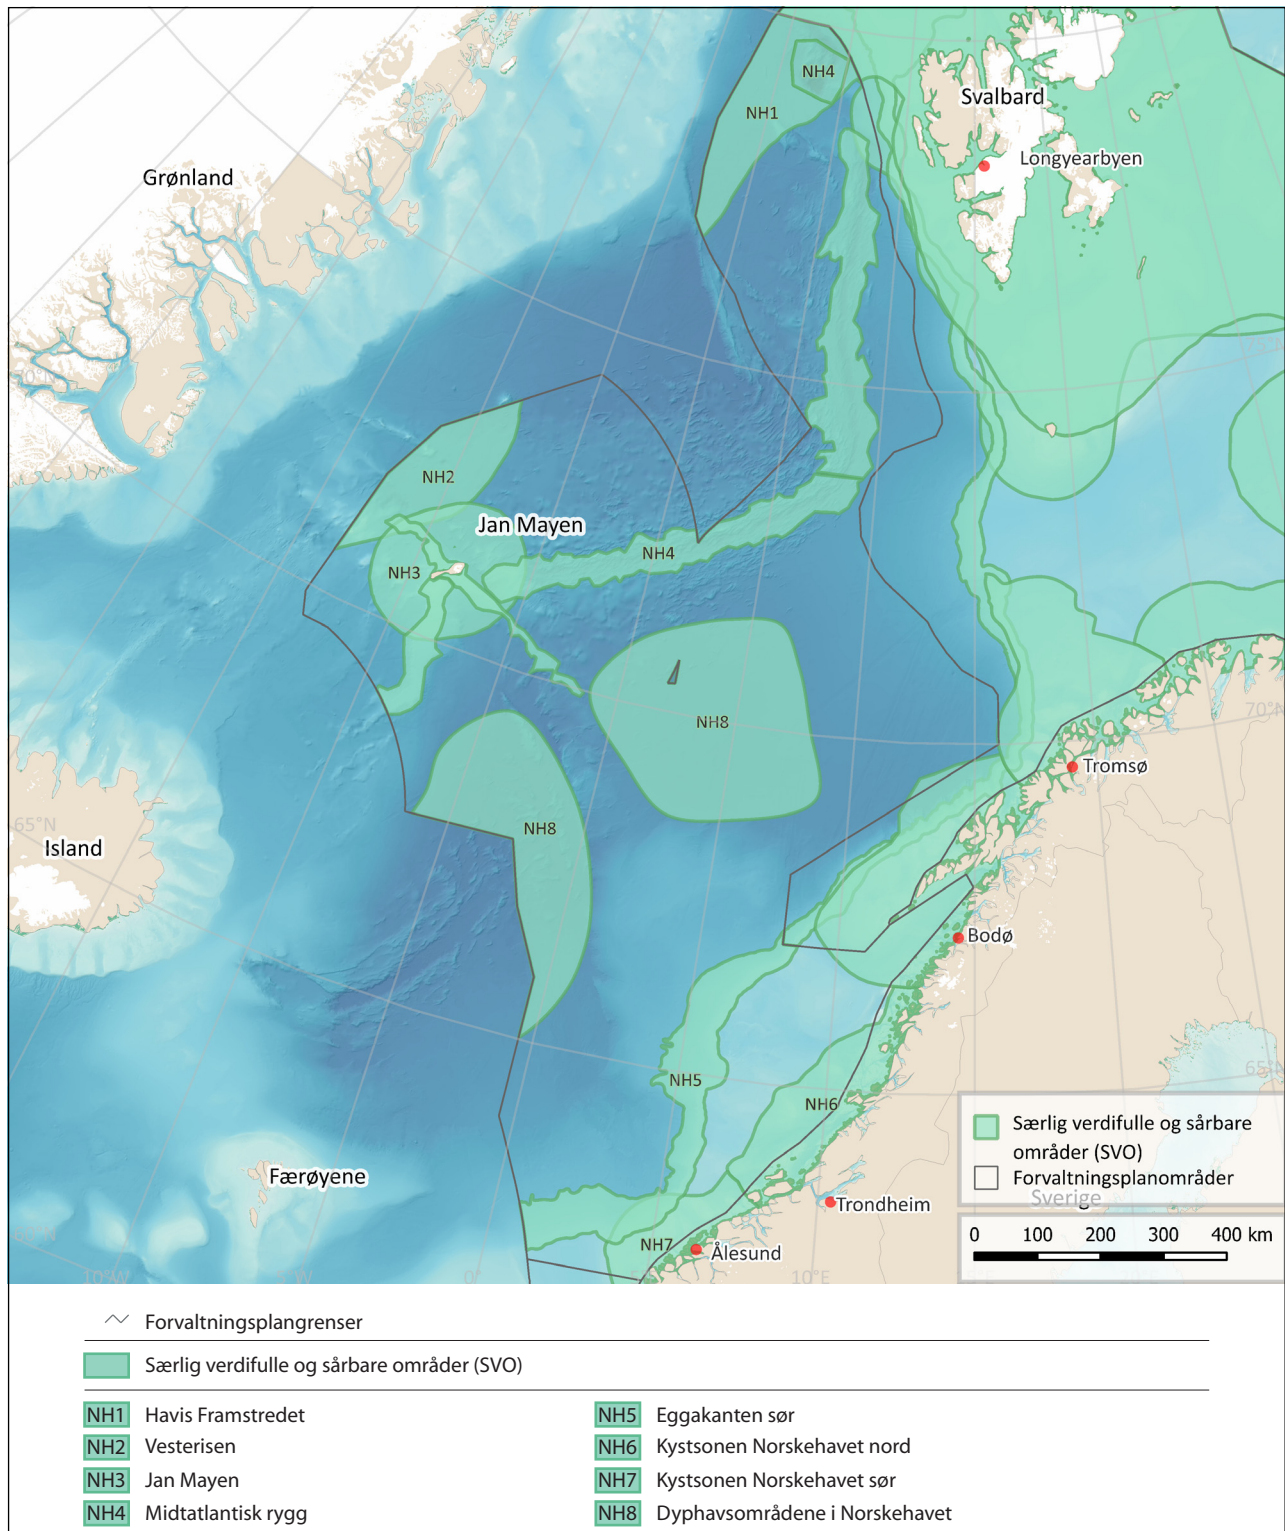 NH4
Svalbard
NH1
Longyearbyen
Grønland
75°N
NH2
Jan Mayen
NH4
NH3
70°N
NH8
Tromsø
65°N
NH8
Island
Bodø
65°N
NH5
NH6
Særlig verdifulle og sårbare
områder (SVO)
Forvaltningsplanområder
Sverige
Færøyene
Trondheim
NH7
Ålesund
0 100 200 300 400 km
10°W
5°W
0°
10°E
Forvaltningsplangrenser
Særlig verdifulle og sårbare områder (SVO)
NH1 Havis Framstredet
NH2 Vesterisen
NH3 Jan Mayen
NH4 Midtatlantisk rygg
NH5 Eggakanten sør
NH6 Kystsonen Norskehavet nord
NH7 Kystsonen Norskehavet sør
NH8 Dyphavsområdene i Norskehavet